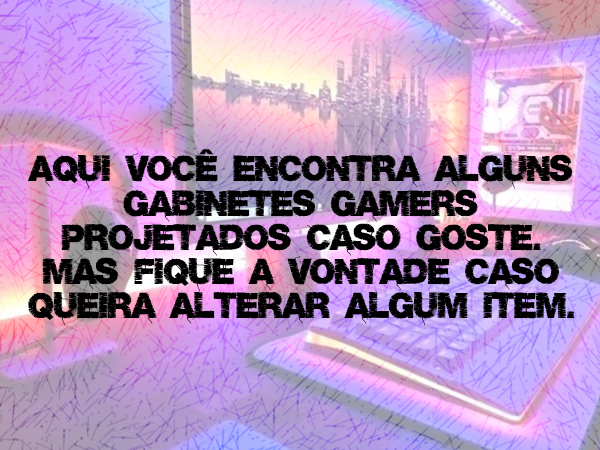 AQUI VOCÊ ENCONTRA ALGUNS
GABINETES GAMERS
PROJETADOS CASO GOSTE.
MAS FIQUE A VONTADE CASO
QUEIRA ALTERAR ALGUM ITEM.